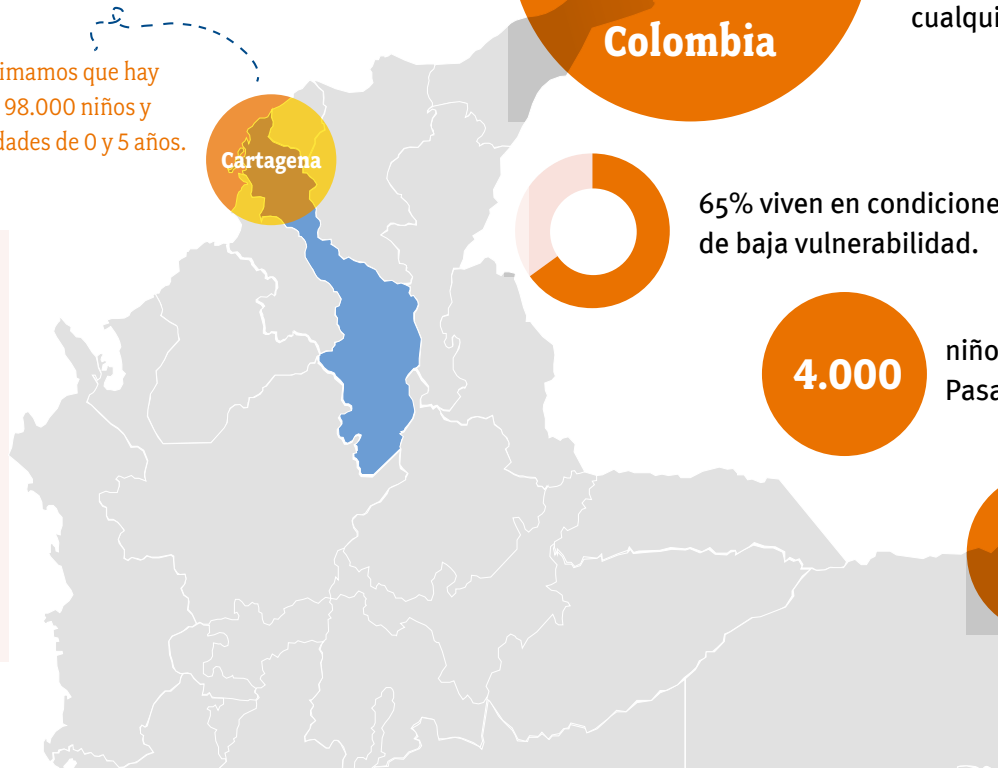 Colombia
cualqui
imamos que hay
98.000 niños y
dades de 0 y 5 años.
Cartagena
65% viven en condicione
de baja vulnerabilidad.
4.000
niño
Pasa